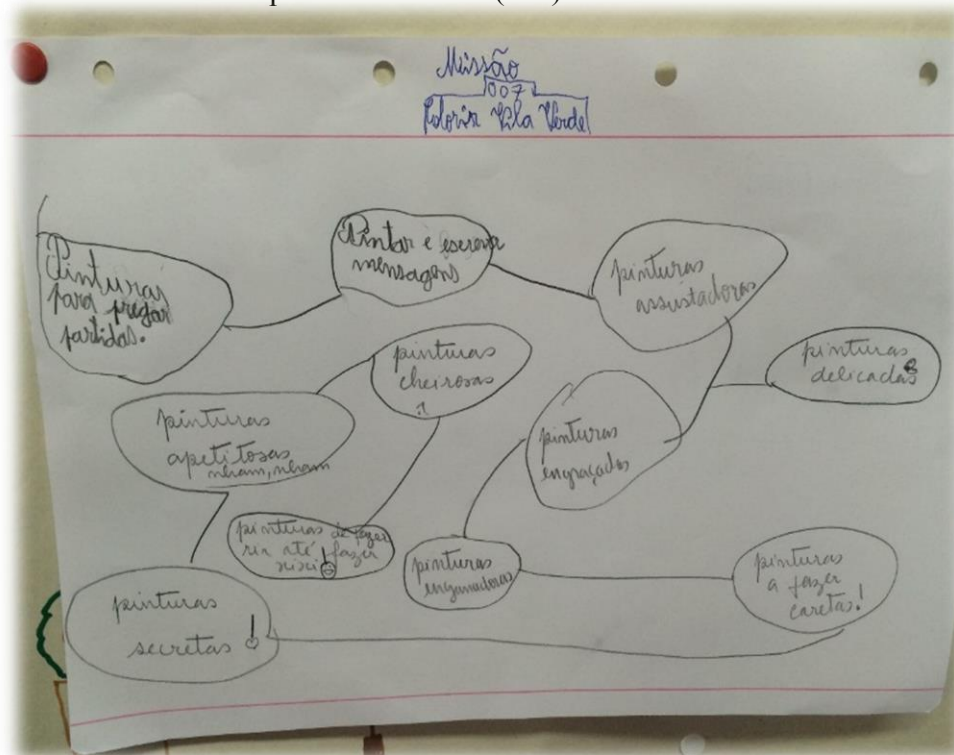 Missão
007
Colorir Vila Verde
Pinturas
para pregar
partidas.
Pintar e escrever
mensagens
pinturas
assustadoras
pinturas
delicadas
pinturas
cheirosas
pinturas
engraçadas
pinturas
apetitosas
nham, nham
pinturas de fazer
rir até fazer
xixi!
pinturas
enganadoras
pinturas
a fazer
caretas!
pinturas
secretas!